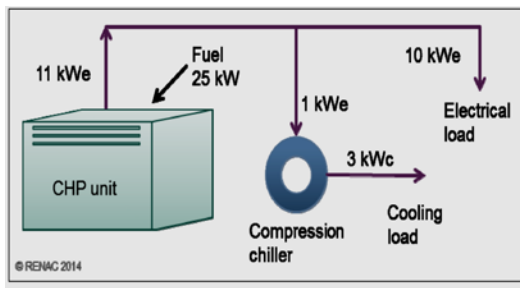 11 kWe
Fuel
25 kW
10 kWe
1 kWe
Electrical
load
3 kWc
CHP unit
Cooling
load
Compression
chiller
© RENAC 2014